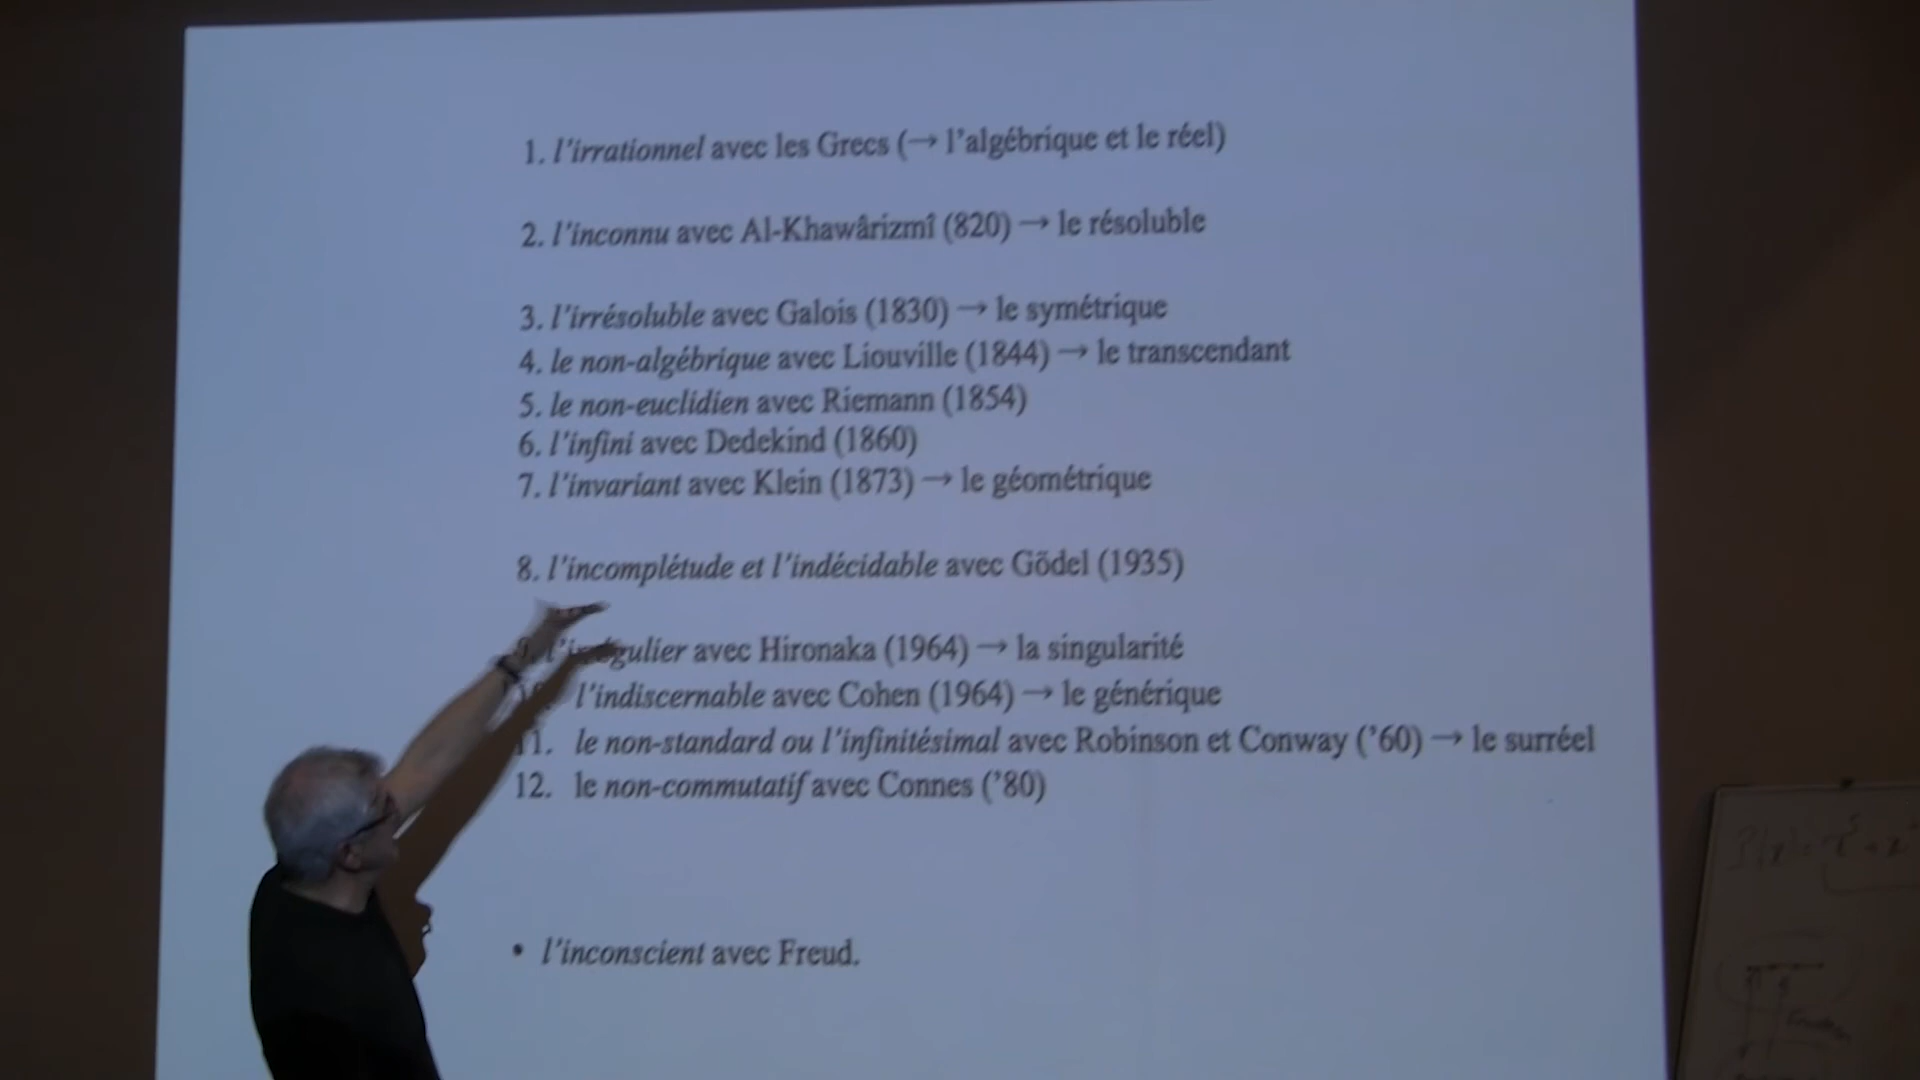 1. l'irrationnel avec les Grecs (→ l'algébrique et le réel)
2. l'inconnu avec Al-Khawârizmî (820) → le résoluble
3. l'irrésoluble avec Galois (1830) → le symétrique
4. le non-algébrique avec Liouville (1844) → le transcendant
5. le non-euclidien avec Riemann (1854)
6. l'infini avec Dedekind (1860)
7. l'invariant avec Klein (1873) → le géométrique
8. l'incomplétude et l'indécidable avec Gödel (1935)
9. l'irrégulier avec Hironaka (1964) → la singularité
10. l'indiscernable avec Cohen (1964) → le générique
11. le non-standard ou l'infinitésimal avec Robinson et Conway ('60) → le surréel
12. le non-commutatif avec Connes ('80)
• l'inconscient avec Freud.